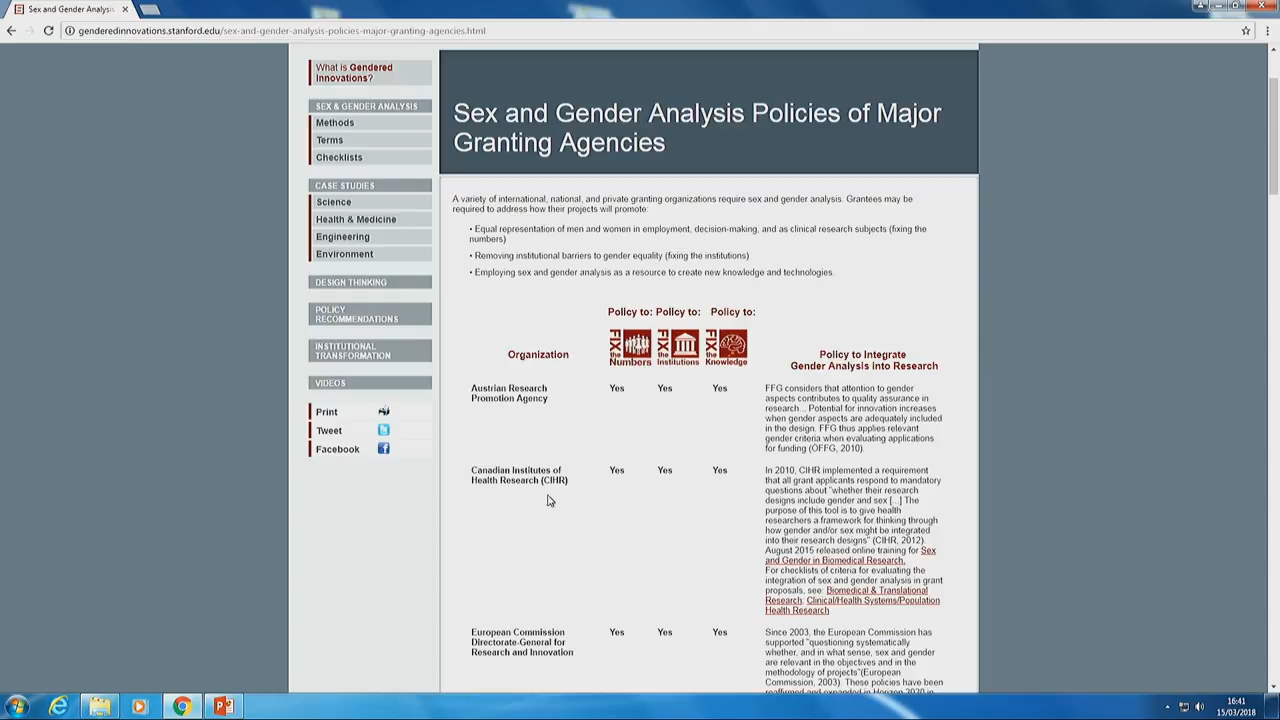 Sex and Gender Analysis
genderedinnovations.stanford.edu/sex-and-gender-analysis-policies-major-granting-agencies.html
What is Gendered
Innovations?
SEX & GENDER ANALYSIS
Methods
Terms
Checklists
CASE STUDIES
Science
Health & Medicine
Engineering
Environment
DESIGN THINKING
POLICY
RECOMMENDATIONS
INSTITUTIONAL
TRANSFORMATION
VIDEOS
Print
Tweet
Facebook
Sex and Gender Analysis Policies of Major
Granting Agencies
A variety of international, national, and private granting organizations require sex and gender analysis. Grantees may be
required to address how their projects will promote:
• Equal representation of men and women in employment, decision-making, and as clinical research subjects (fixing the
numbers)
• Removing institutional barriers to gender equality (fixing the institutions)
• Employing sex and gender analysis as a resource to create new knowledge and technologies.
Policy to: Policy to: Policy to:
FIX the Numbers FIX the Institutions FIX the Knowledge
Organization
Policy to Integrate
Gender Analysis into Research
Austrian Research
Promotion Agency
Yes Yes Yes
FFG considers that attention to gender
aspects contributes to quality assurance in
research... Potential for innovation increases
when gender aspects are adequately included
in the design. FFG thus applies relevant
gender criteria when evaluating applications
for funding (ÖFFG, 2010).
Canadian Institutes of
Health Research (CIHR)
Yes Yes Yes
In 2010, CIHR implemented a requirement
that all grant applicants respond to mandatory
questions about "whether their research
designs include gender and sex [...] The
purpose of this tool is to give health
researchers a framework for thinking through
how gender and/or sex might be integrated
into their research designs" (CIHR, 2012).
August 2015 released online training for Sex
and Gender in Biomedical Research.
For checklists of criteria for evaluating the
integration of sex and gender analysis in grant
proposals, see: Biomedical & Translational
Research; Clinical/Health Systems/Population
Health Research
European Commission
Directorate-General for
Research and Innovation
Yes Yes Yes
Since 2003, the European Commission has
supported "questioning systematically
whether, and in what sense, sex and gender
are relevant in the objectives and in the
methodology of projects"(European
Commission, 2003). These policies have been
reaffirmed and expanded in Horizon 2020 in
16:41
15/03/2018